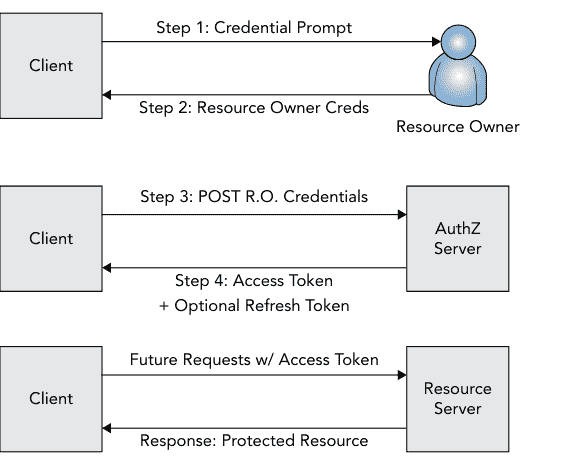 Step 1: Credential Prompt
Client
Step 2: Resource Owner Creds
Resource Owner
Step 3: POST R.O. Credentials
Client
AuthZ
Server
Step 4: Access Token
+ Optional Refresh Token
Future Requests w/ Access Token
Client
Resource
Server
Response: Protected Resource